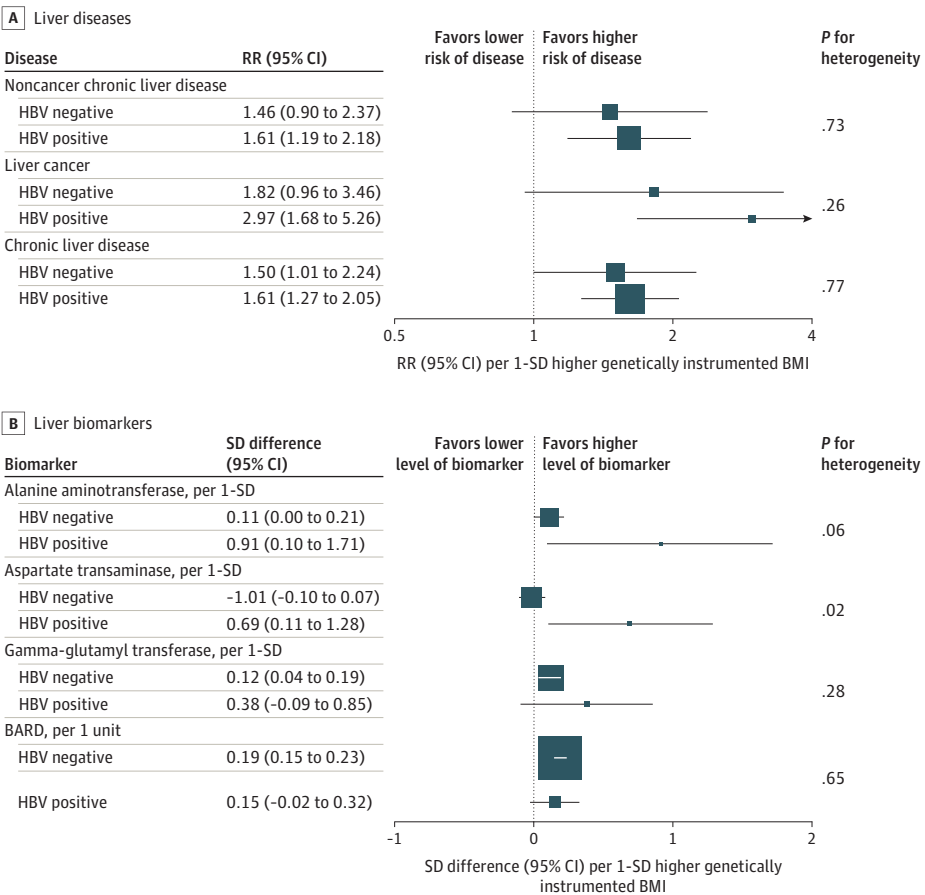 A Liver diseases
Favors lower risk of disease
Favors higher risk of disease
P for heterogeneity
Disease RR (95% CI)
Noncancer chronic liver disease
HBV negative 1.46 (0.90 to 2.37)
.73
HBV positive 1.61 (1.19 to 2.18)
Liver cancer
HBV negative 1.82 (0.96 to 3.46)
.26
HBV positive 2.97 (1.68 to 5.26)
Chronic liver disease
HBV negative 1.50 (1.01 to 2.24)
.77
HBV positive 1.61 (1.27 to 2.05)
0.5 1 2 4
RR (95% CI) per 1-SD higher genetically instrumented BMI
B Liver biomarkers
Favors lower level of biomarker
Favors higher level of biomarker
P for heterogeneity
Biomarker SD difference (95% CI)
Alanine aminotransferase, per 1-SD
HBV negative 0.11 (0.00 to 0.21)
.06
HBV positive 0.91 (0.10 to 1.71)
Aspartate transaminase, per 1-SD
HBV negative -1.01 (-0.10 to 0.07)
.02
HBV positive 0.69 (0.11 to 1.28)
Gamma-glutamyl transferase, per 1-SD
HBV negative 0.12 (0.04 to 0.19)
.28
HBV positive 0.38 (-0.09 to 0.85)
BARD, per 1 unit
HBV negative 0.19 (0.15 to 0.23)
.65
HBV positive 0.15 (-0.02 to 0.32)
-1 0 1 2
SD difference (95% CI) per 1-SD higher genetically
instrumented BMI